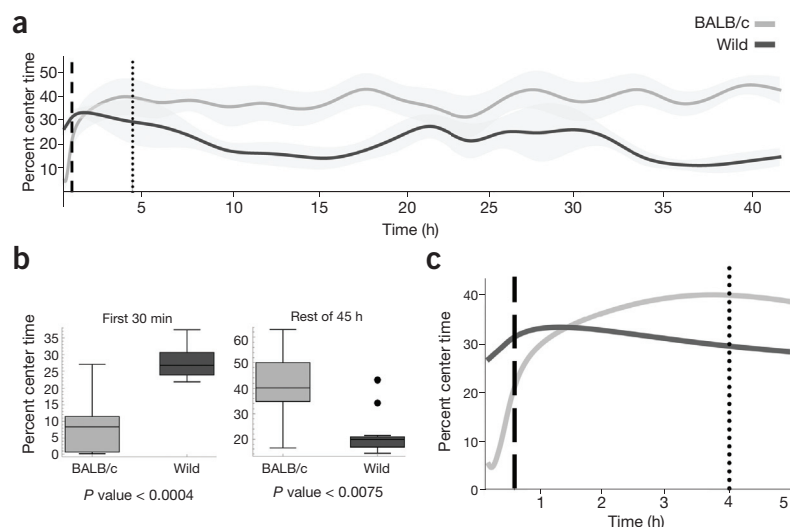 a
BALB/c
Wild
Percent center time
50
40
30
20
10
5
10
15
20
25
30
35
40
Time (h)
b
Percent center time
First 30 min
35
30
25
20
15
10
5
0
BALB/c
Wild
P value < 0.0004
Rest of 45 h
60
50
40
30
20
BALB/c
Wild
P value < 0.0075
c
Percent center time
40
30
20
10
0
1
2
3
4
5
Time (h)